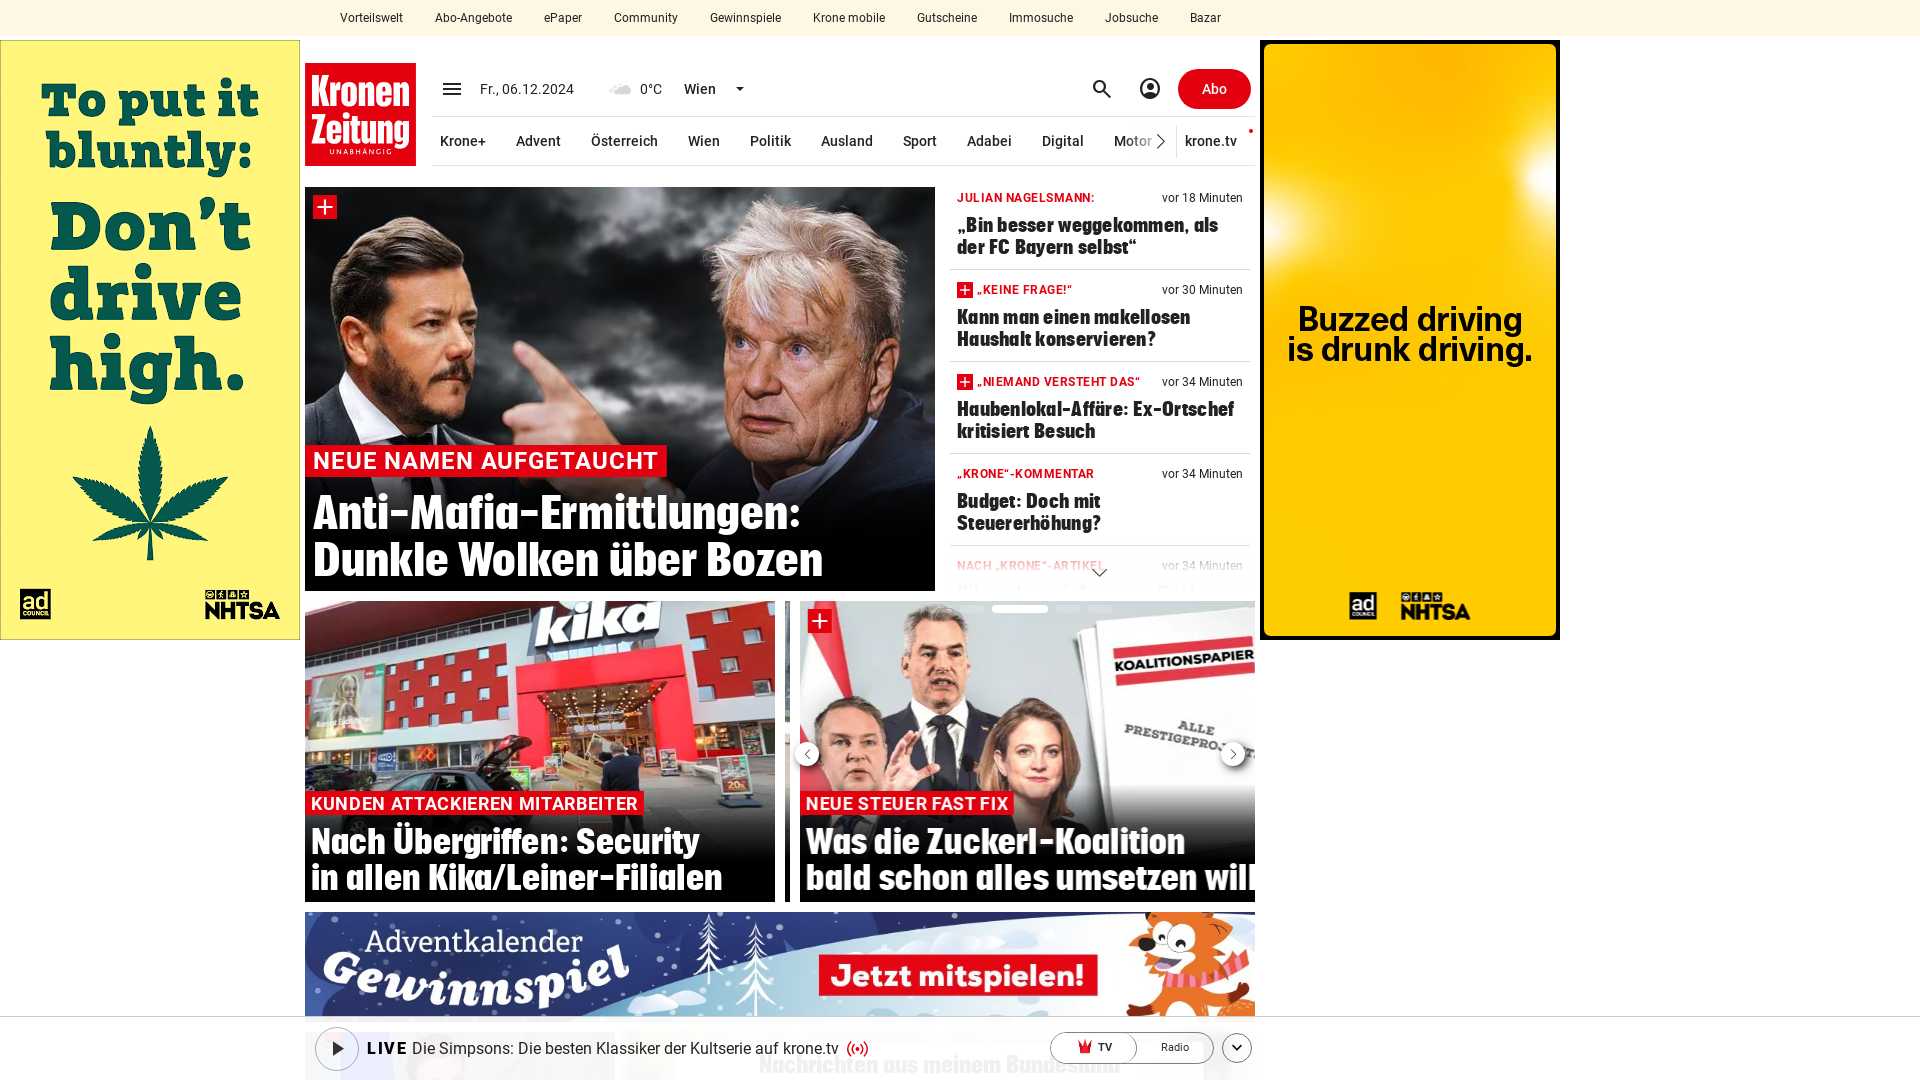 Vorteilswelt Abo-Angebote ePaper Community Gewinnspiele Krone mobile Gutscheine Immosuche Jobsuche Bazar
To put it
bluntly:
Don't
drive
high.
ad
COUNCIL
NHTSA
Kronen
Zeitung
UNABHÄNGIG
Fr., 06.12.2024 0°C Wien
Abo
Krone+ Advent Österreich Wien Politik Ausland Sport Adabei Digital Motor krone.tv
NEUE NAMEN AUFGETAUCHT
Anti-Mafia-Ermittlungen:
Dunkle Wolken über Bozen
JULIAN NAGELSMANN: vor 18 Minuten
„Bin besser weggekommen, als
der FC Bayern selbst“
„KEINE FRAGE!“ vor 30 Minuten
Kann man einen makellosen
Haushalt konservieren?
„NIEMAND VERSTEHT DAS“ vor 34 Minuten
Haubenlokal-Affäre: Ex-Ortschef
kritisiert Besuch
„KRONE“-KOMMENTAR vor 34 Minuten
Budget: Doch mit
Steuererhöhung?
NACH „KRONE“-ARTIKEL vor 34 Minuten
Buzzed driving
is drunk driving.
ad
COUNCIL
NHTSA
kika
KUNDEN ATTACKIEREN MITARBEITER
Nach Übergriffen: Security
in allen Kika/Leiner-Filialen
KOALITIONSPAPIER
ALLE
NEUE STEUER FAST FIX
Was die Zuckerl-Koalition
bald schon alles umsetzen will
Adventkalender
Gewinnspiel
Jetzt mitspielen!
LIVE Die Simpsons: Die besten Klassiker der Kultserie auf krone.tv
TV Radio
Nachrichten aus meinem Bundesland